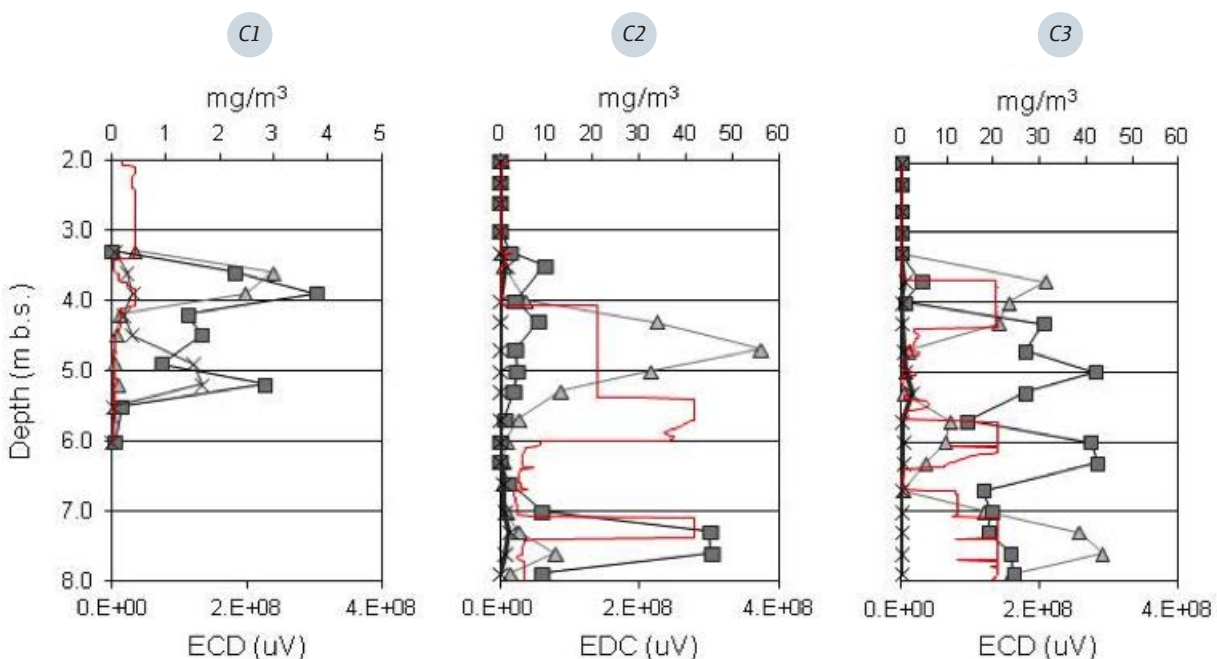 C1 C2 C3
mg/m³ mg/m³ mg/m³
0 1 2 3 4 5 0 10 20 30 40 50 60 0 10 20 30 40 50 60
2.0
3.0
4.0
5.0
6.0
7.0
8.0
Depth (m b.s.)
0.E+00 2.E+08 4.E+08 0.E+00 2.E+08 4.E+08 0.E+00 2.E+08 4.E+08
ECD (uV) EDC (uV) ECD (uV)